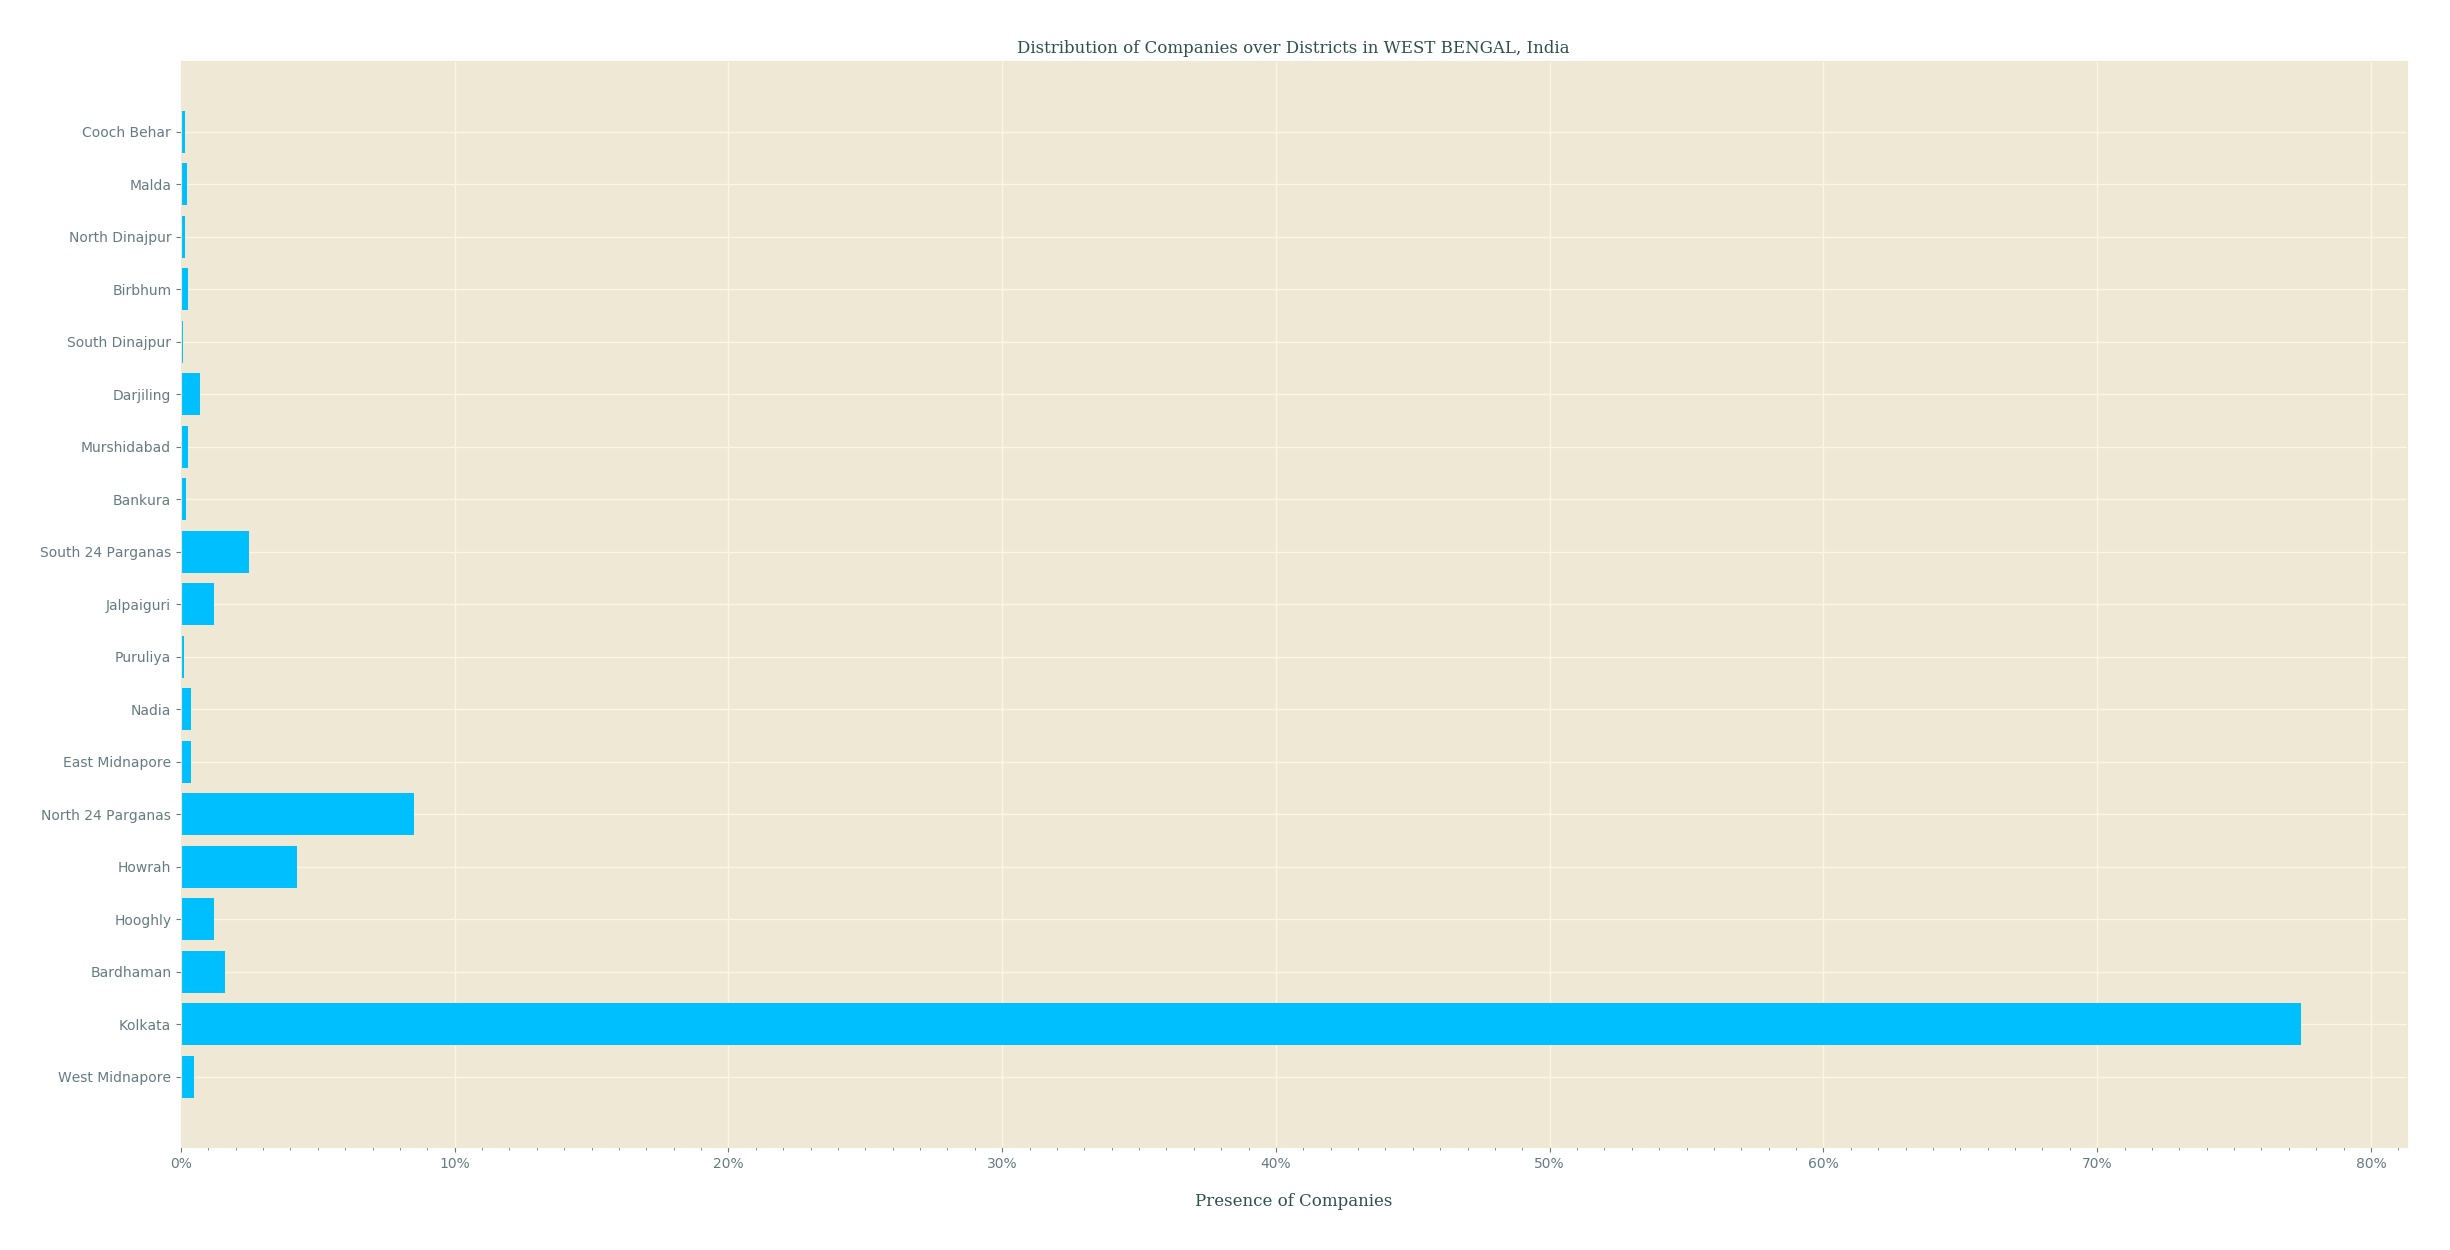 Distribution of Companies over Districts in WEST BENGAL, India
Cooch Behar
Malda
North Dinajpur
Birbhum
South Dinajpur
Darjiling
Murshidabad
Bankura
South 24 Parganas
Jalpaiguri
Puruliya
Nadia
East Midnapore
North 24 Parganas
Howrah
Hooghly
Bardhaman
Kolkata
West Midnapore
0% 10% 20% 30% 40% 50% 60% 70% 80%
Presence of Companies